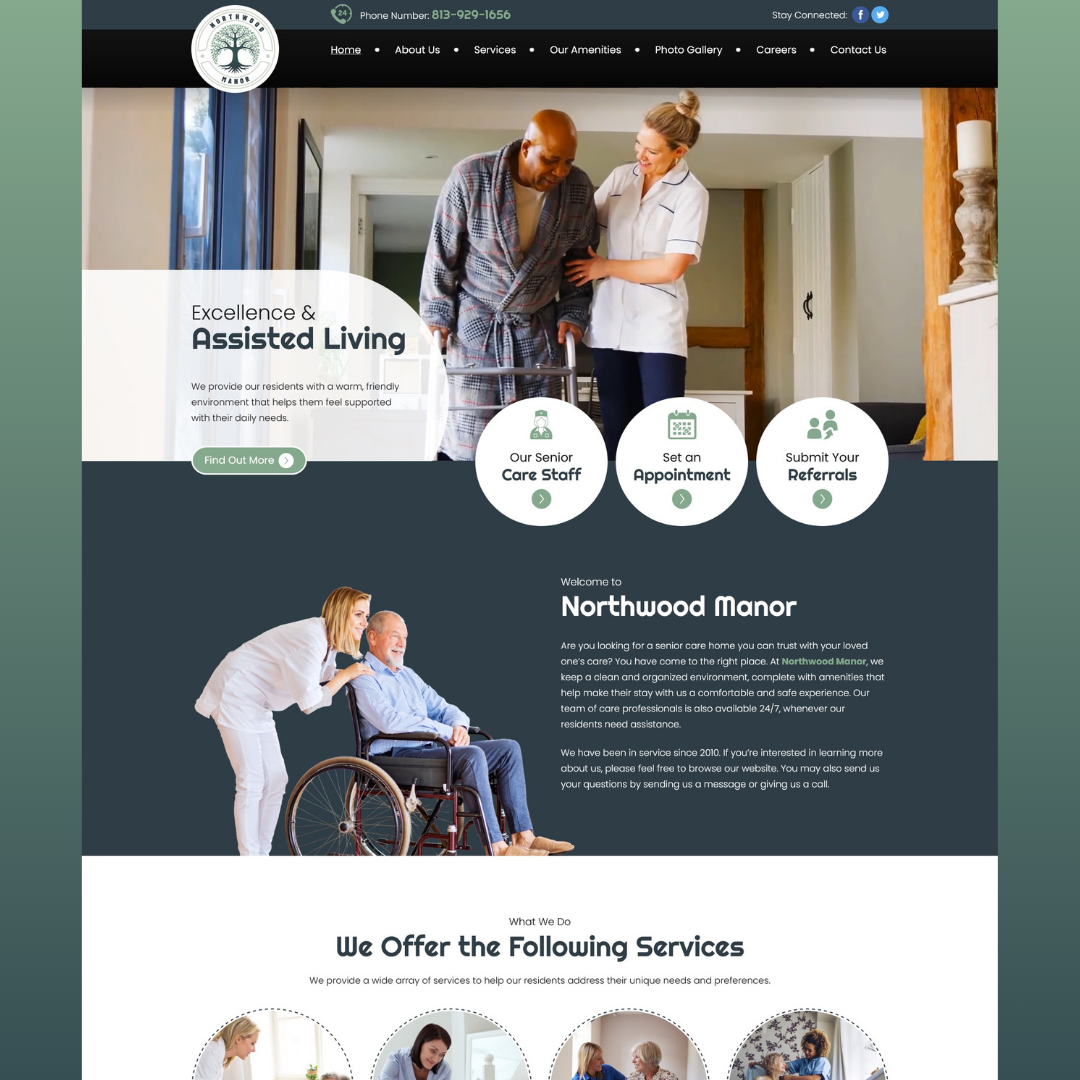 NORTHWOOD
MANOR
24
Phone Number: 813-929-1656
Stay Connected:
Home
About Us
Services
Our Amenities
Photo Gallery
Careers
Contact Us
Excellence &
Assisted Living
We provide our residents with a warm, friendly
environment that helps them feel supported
with their daily needs.
Find Out More
Our Senior
Care Staff
Set an
Appointment
Submit Your
Referrals
Welcome to
Northwood Manor
Are you looking for a senior care home you can trust with your loved
one's care? You have come to the right place. At Northwood Manor, we
keep a clean and organized environment, complete with amenities that
help make their stay with us a comfortable and safe experience. Our
team of care professionals is also available 24/7, whenever our
residents need assistance.
We have been in service since 2010. If you're interested in learning more
about us, please feel free to browse our website. You may also send us
your questions by sending us a message or giving us a call.
What We Do
We Offer the Following Services
We provide a wide array of services to help our residents address their unique needs and preferences.